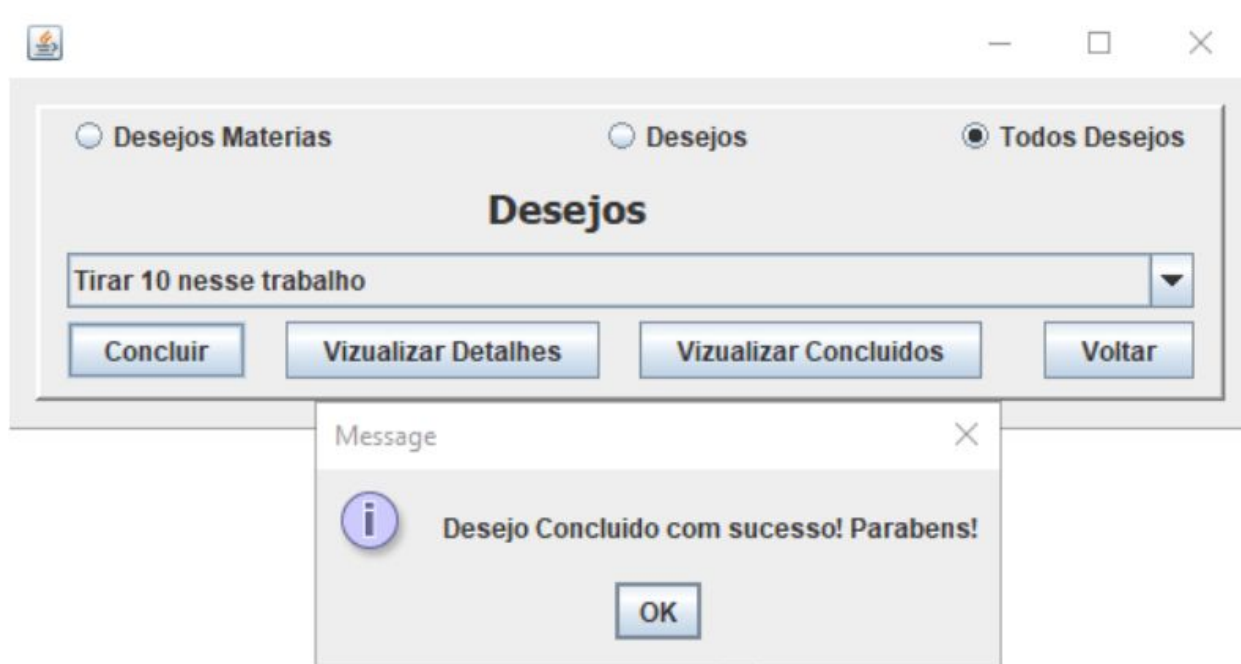 Desejos Materias Desejos Todos Desejos
Desejos
Tirar 10 nesse trabalho
Concluir Vizualizar Detalhes Vizualizar Concluidos Voltar
Message
i Desejo Concluido com sucesso! Parabens!
OK